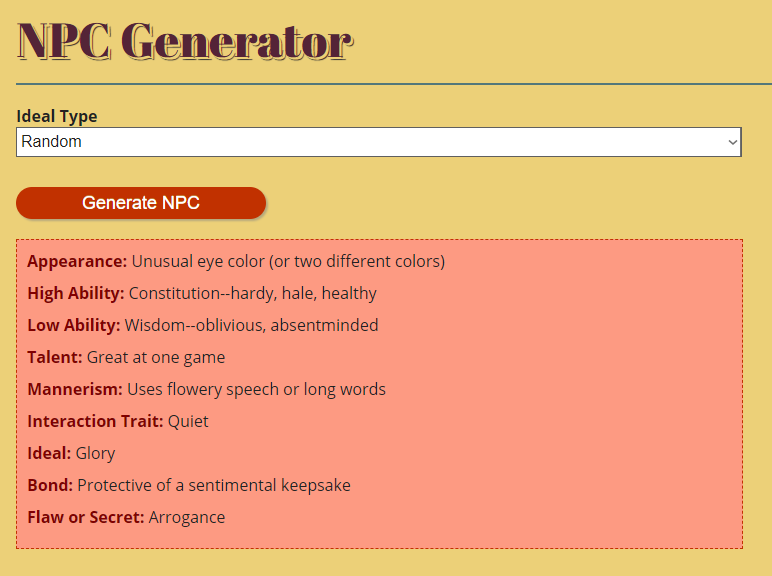 NPC Generator
Ideal Type
Random
Generate NPC
Appearance: Unusual eye color (or two different colors)
High Ability: Constitution--hardy, hale, healthy
Low Ability: Wisdom--oblivious, absentminded
Talent: Great at one game
Mannerism: Uses flowery speech or long words
Interaction Trait: Quiet
Ideal: Glory
Bond: Protective of a sentimental keepsake
Flaw or Secret: Arrogance